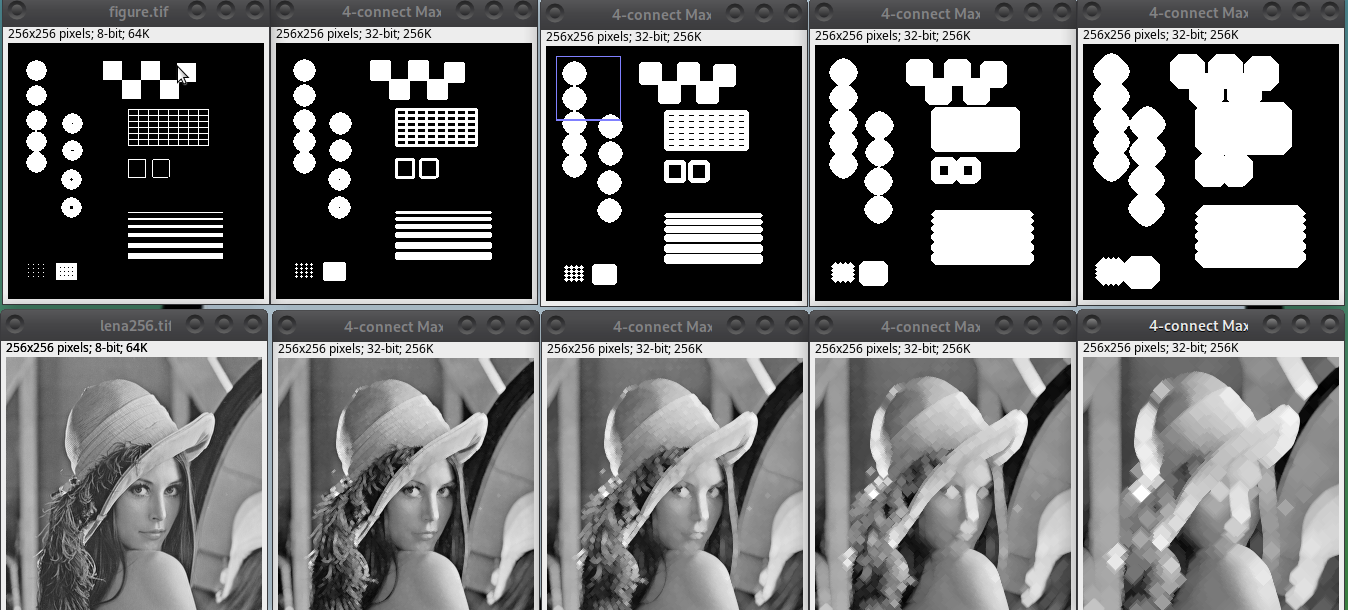 figure.tif
4-connect Max
4-connect Max
4-connect Max
4-connect Max
256x256 pixels; 8-bit; 64K
256x256 pixels; 32-bit; 256K
256x256 pixels; 32-bit; 256K
256x256 pixels; 32-bit; 256K
256x256 pixels; 32-bit; 256K
lena256.tif
4-connect Max
4-connect Max
4-connect Max
4-connect Max
256x256 pixels; 8-bit; 64K
256x256 pixels; 32-bit; 256K
256x256 pixels; 32-bit; 256K
256x256 pixels; 32-bit; 256K
256x256 pixels; 32-bit; 256K